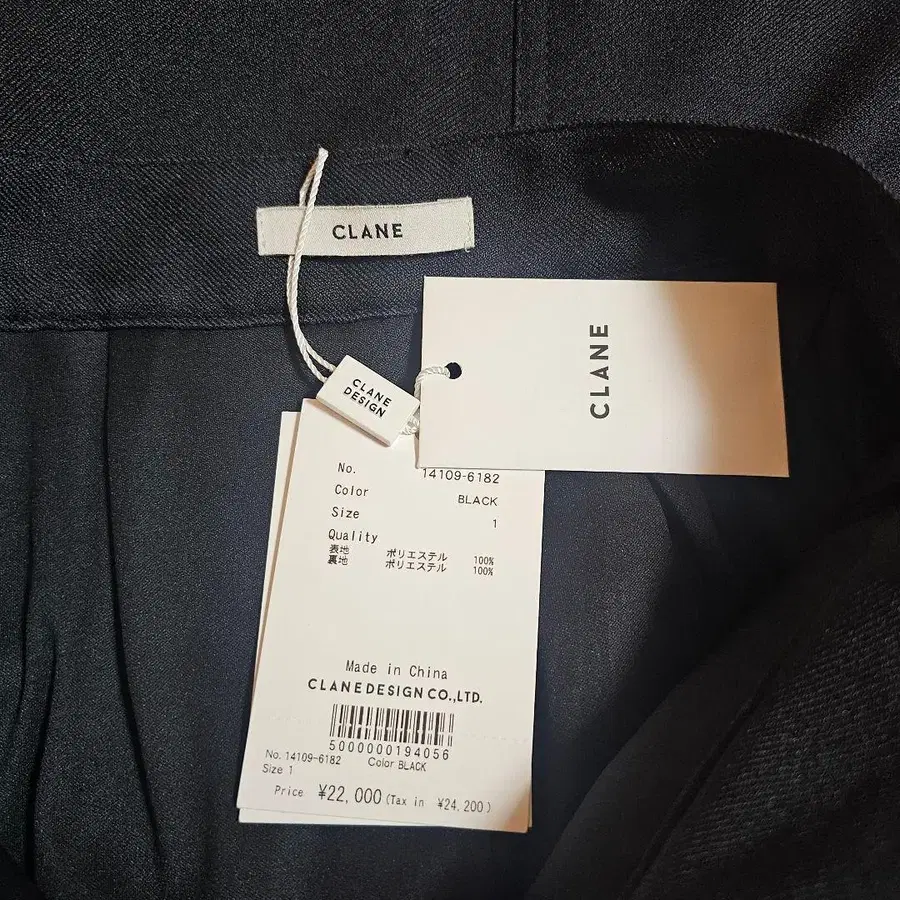 CLANE
CLANE
CLANE
DESIGN
No. 14109-6182
Color BLACK
Size 1
Quality
表地 ポリエステル 100%
裏地 ポリエステル 100%
Made in China
CLANE DESIGN CO.,LTD.
5000000194056
No. 14109-6182 Color BLACK
Size 1
Price ¥22,000 (Tax in ¥24,200)